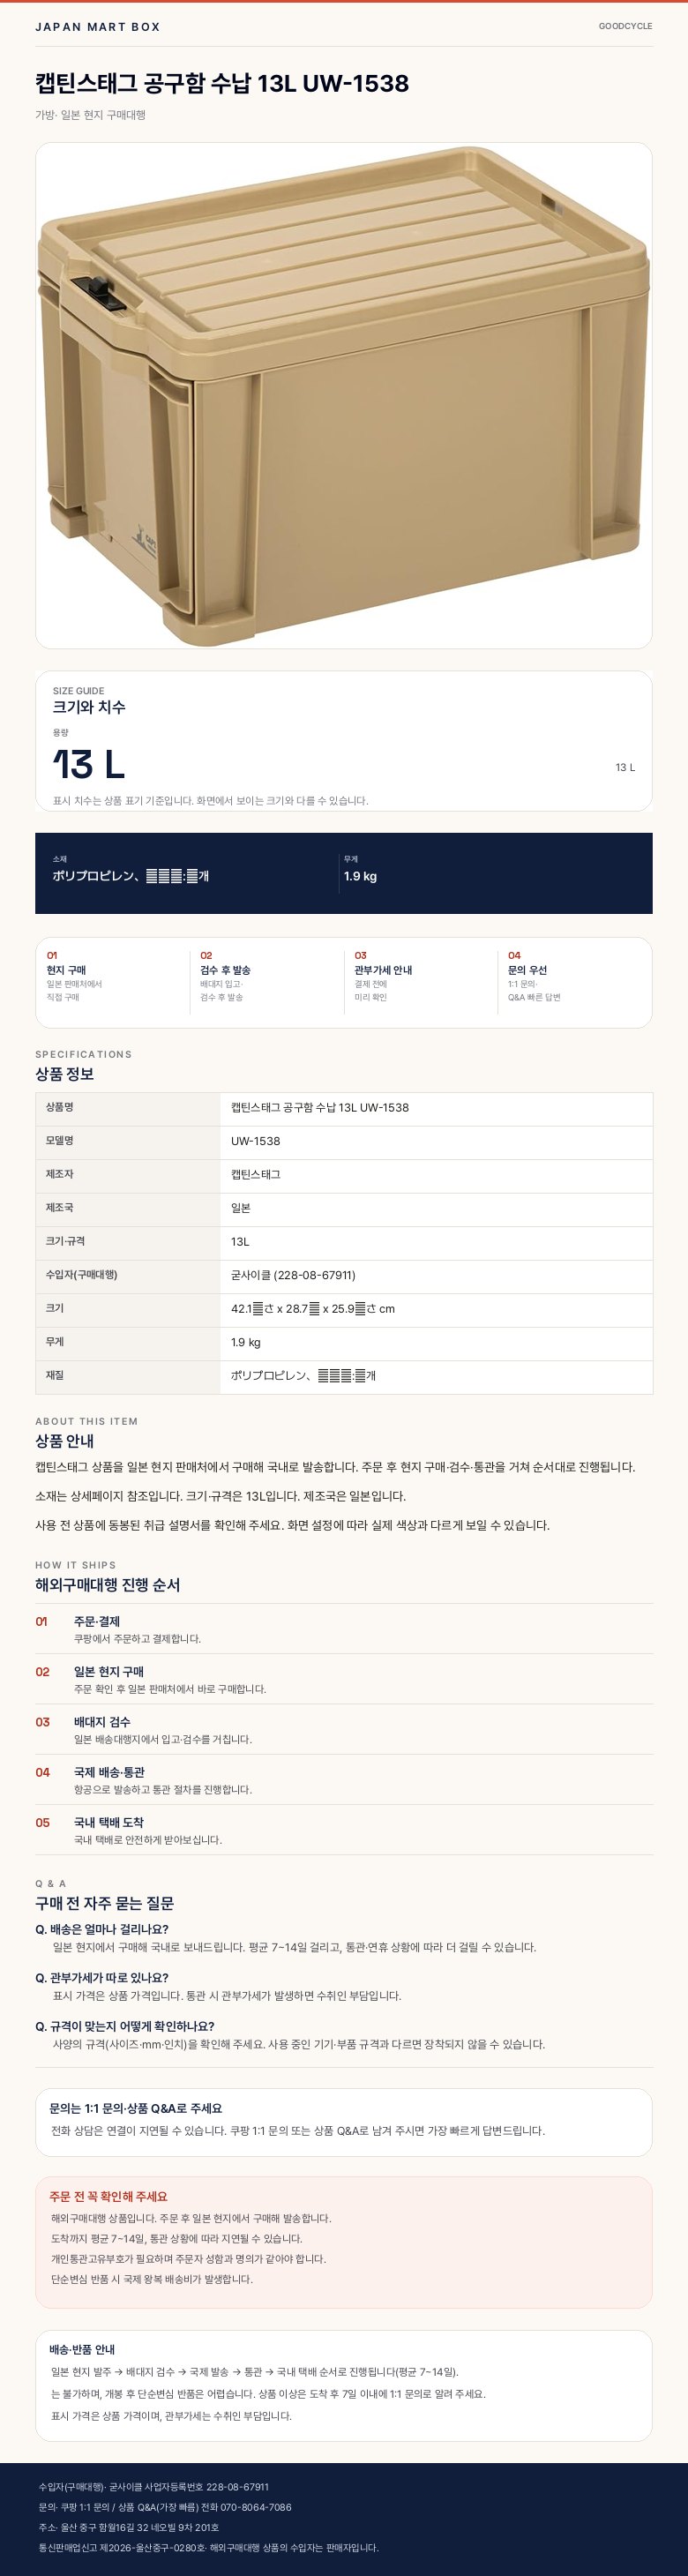 JAPAN MART BOX
GOODCYCLE
캡틴스태그 공구함 수납 13L UW-1538
가방· 일본 현지 구매대행
SIZE GUIDE
크기와 치수
용량
13 L
13 L
표시 치수는 상품 표기 기준입니다. 화면에서 보이는 크기와 다를 수 있습니다.
소재
ポリプロピレン、▤▤▤:▤개
무게
1.9 kg
01
현지 구매
일본 판매처에서
직접 구매
02
검수 후 발송
배대지 입고·
검수 후 발송
03
관부가세 안내
결제 전에
미리 확인
04
문의 우선
1:1 문의·
Q&A 빠른 답변
SPECIFICATIONS
상품 정보
상품명 캡틴스태그 공구함 수납 13L UW-1538
모델명 UW-1538
제조자 캡틴스태그
제조국 일본
크기·규격 13L
수입자(구매대행) 굳사이클 (228-08-67911)
크기 42.1▤さ x 28.7▤ x 25.9▤さ cm
무게 1.9 kg
재질 ポリプロピレン、▤▤▤:▤개
ABOUT THIS ITEM
상품 안내
캡틴스태그 상품을 일본 현지 판매처에서 구매해 국내로 발송합니다. 주문 후 현지 구매·검수·통관을 거쳐 순서대로 진행됩니다.
소재는 상세페이지 참조입니다. 크기·규격은 13L입니다. 제조국은 일본입니다.
사용 전 상품에 동봉된 취급 설명서를 확인해 주세요. 화면 설정에 따라 실제 색상과 다르게 보일 수 있습니다.
HOW IT SHIPS
해외구매대행 진행 순서
01 주문·결제
쿠팡에서 주문하고 결제합니다.
02 일본 현지 구매
주문 확인 후 일본 판매처에서 바로 구매합니다.
03 배대지 검수
일본 배송대행지에서 입고·검수를 거칩니다.
04 국제 배송·통관
항공으로 발송하고 통관 절차를 진행합니다.
05 국내 택배 도착
국내 택배로 안전하게 받아보십니다.
Q & A
구매 전 자주 묻는 질문
Q. 배송은 얼마나 걸리나요?
일본 현지에서 구매해 국내로 보내드립니다. 평균 7~14일 걸리고, 통관·연휴 상황에 따라 더 걸릴 수 있습니다.
Q. 관부가세가 따로 있나요?
표시 가격은 상품 가격입니다. 통관 시 관부가세가 발생하면 수취인 부담입니다.
Q. 규격이 맞는지 어떻게 확인하나요?
사양의 규격(사이즈·mm·인치)을 확인해 주세요. 사용 중인 기기·부품 규격과 다르면 장착되지 않을 수 있습니다.
문의는 1:1 문의·상품 Q&A로 주세요
전화 상담은 연결이 지연될 수 있습니다. 쿠팡 1:1 문의 또는 상품 Q&A로 남겨 주시면 가장 빠르게 답변드립니다.
주문 전 꼭 확인해 주세요
해외구매대행 상품입니다. 주문 후 일본 현지에서 구매해 발송합니다.
도착까지 평균 7~14일, 통관 상황에 따라 지연될 수 있습니다.
개인통관고유부호가 필요하며 주문자 성함과 명의가 같아야 합니다.
단순변심 반품 시 국제 왕복 배송비가 발생합니다.
배송·반품 안내
일본 현지 발주 → 배대지 검수 → 국제 발송 → 통관 → 국내 택배 순서로 진행됩니다(평균 7~14일).
는 불가하며, 개봉 후 단순변심 반품은 어렵습니다. 상품 이상은 도착 후 7일 이내에 1:1 문의로 알려 주세요.
표시 가격은 상품 가격이며, 관부가세는 수취인 부담입니다.
수입자(구매대행)· 굳사이클 사업자등록번호 228-08-67911
문의· 쿠팡 1:1 문의 / 상품 Q&A(가장 빠름) 전화 070-8064-7086
주소· 울산 중구 함월16길 32 네오빌 9차 201호
통신판매업신고 제2026-울산중구-0280호· 해외구매대행 상품의 수입자는 판매자입니다.